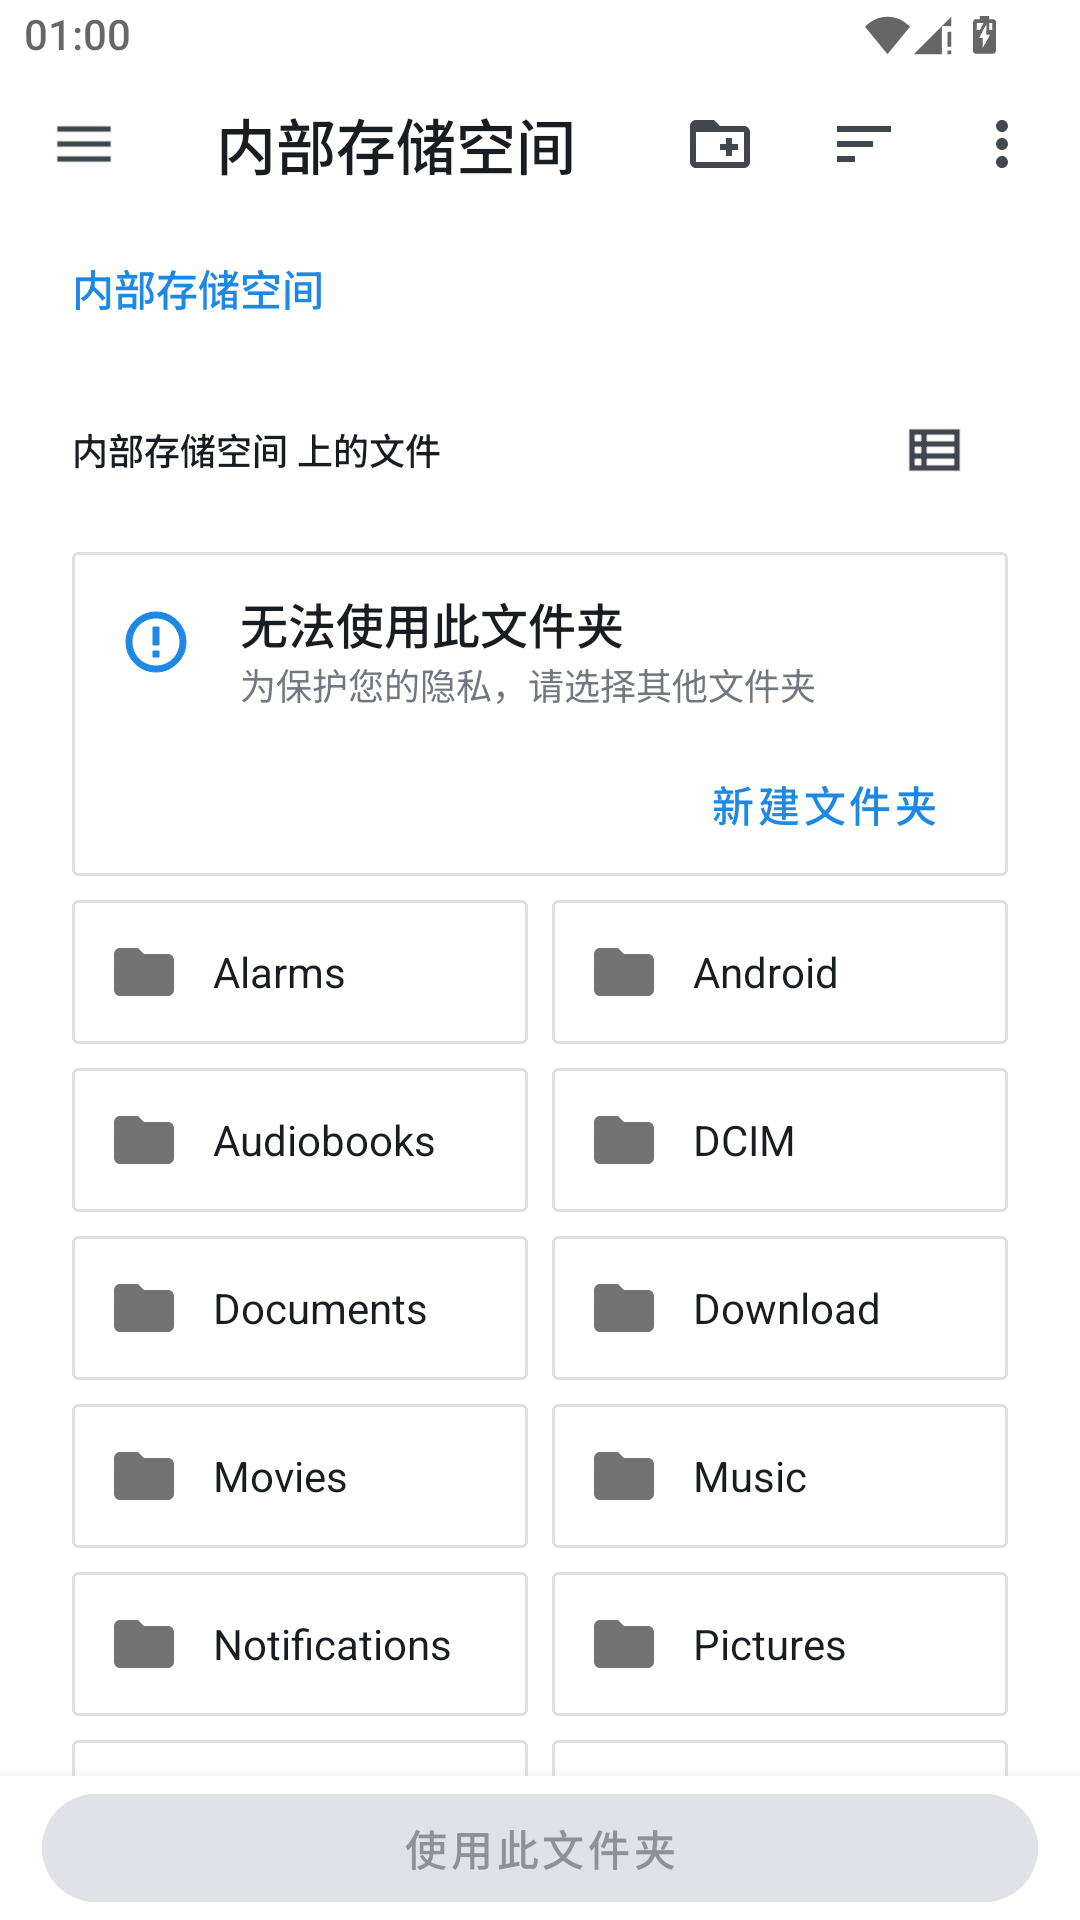 01:00
内部存储空间
内部存储空间
内部存储空间 上的文件
无法使用此文件夹
为保护您的隐私，请选择其他文件夹
新建文件夹
Alarms
Android
Audiobooks
DCIM
Documents
Download
Movies
Music
Notifications
Pictures
使用此文件夹